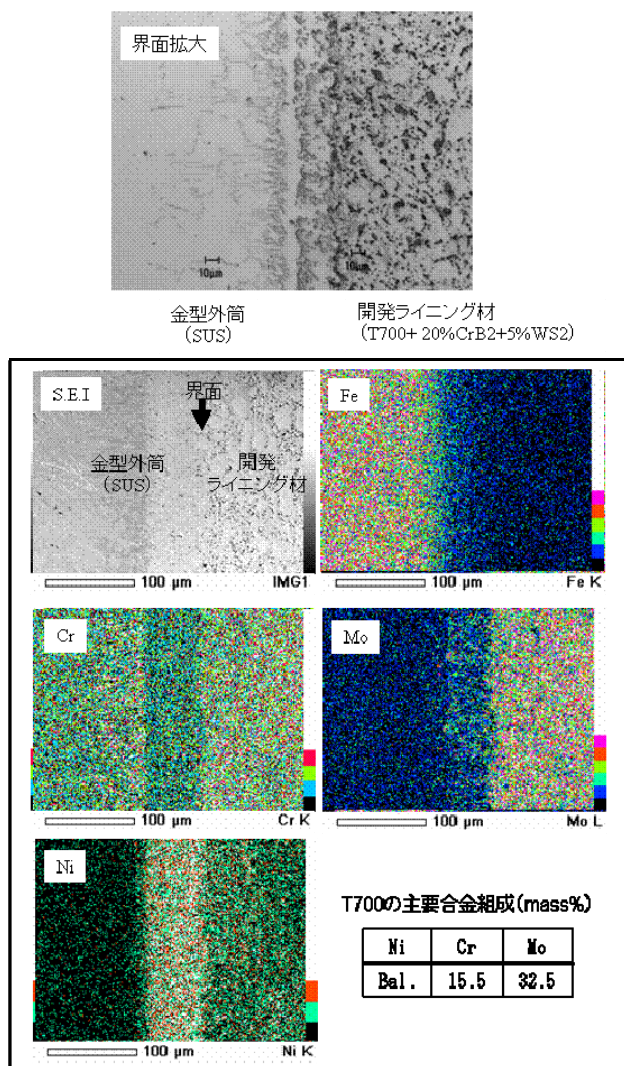 界面拡大
10μm
10μm
金型外筒
(SUS)
開発ライニング材
(T700+ 20%CrB2+5%WS2)
S.E.I
界面
金型外筒
(SUS)
開発
ライニング材
100 μm
IMG1
Fe
100 μm
Fe K
Cr
100 μm
Cr K
Mo
100 μm
Mo L
Ni
100 μm
Ni K
T700の主要合金組成(mass%)
Ni Cr Mo
Bal. 15.5 32.5